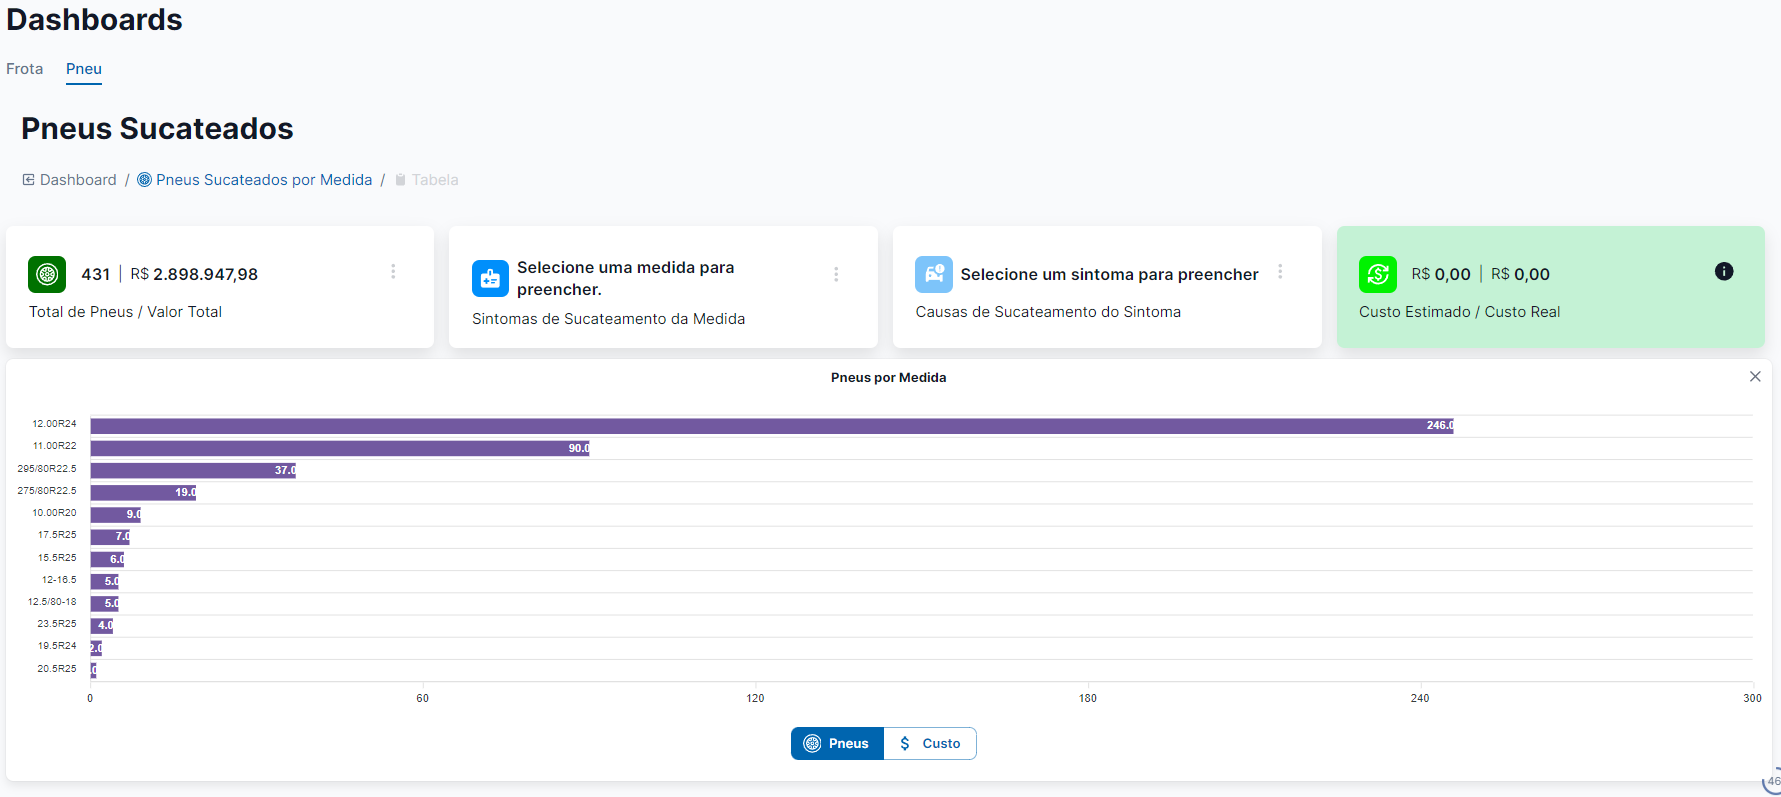 Dashboards
Frota Pneu
Pneus Sucateados
Dashboard / Pneus Sucateados por Medida / Tabela
431 | R$ 2.898.947,98
Total de Pneus / Valor Total
Selecione uma medida para
preencher.
Sintomas de Sucateamento da Medida
Selecione um sintoma para preencher
Causas de Sucateamento do Sintoma
R$ 0,00 | R$ 0,00
Custo Estimado / Custo Real
Pneus por Medida
12.00R24 246.0
11.00R22 90.0
295/80R22.5 37.0
275/80R22.5 19.0
10.00R20 9.0
17.5R25 7.0
15.5R25 6.0
12-16.5 5.0
12.5/80-18 5.0
23.5R25 4.0
19.5R24 2.0
20.5R25
0 60 120 180 240 300
Pneus $ Custo
46